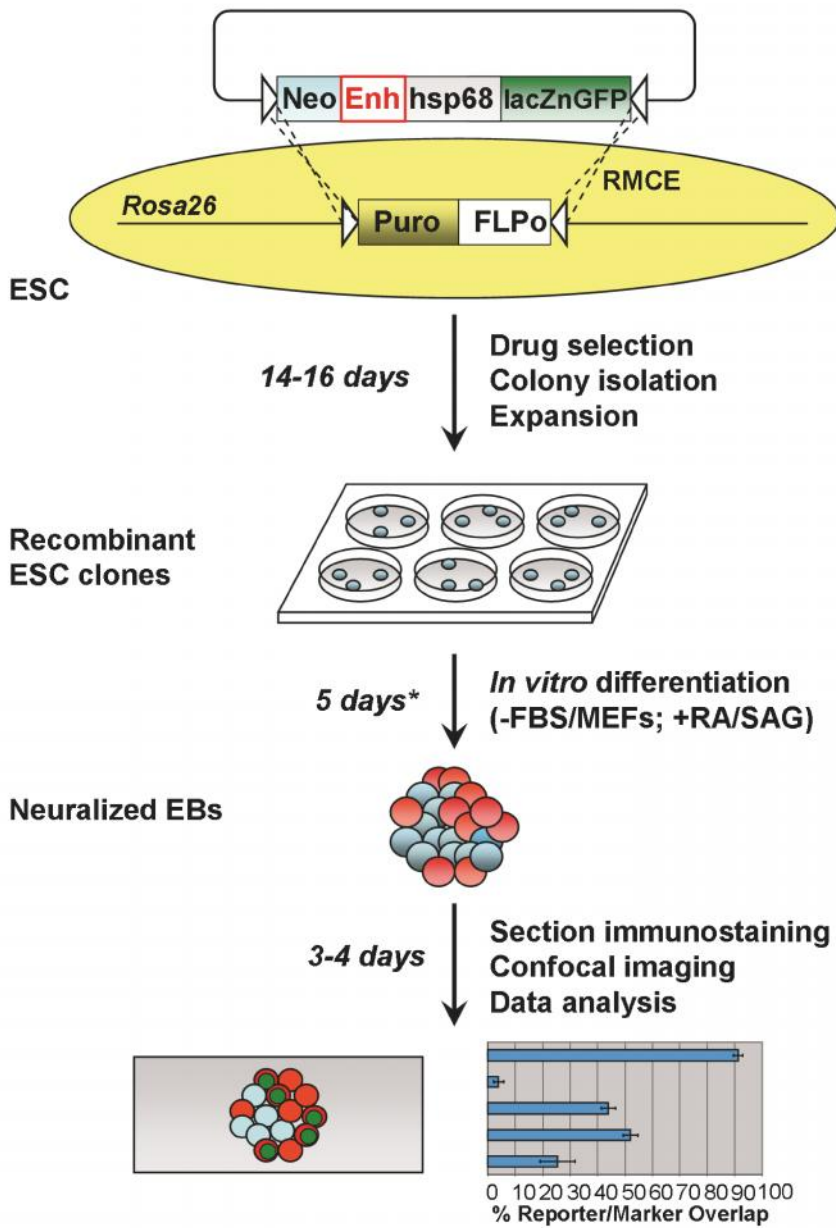 Neo Enh hsp68 lacZnGFP
RMCE
Rosa26
Puro FLPo
ESC
14-16 days
Drug selection
Colony isolation
Expansion
Recombinant
ESC clones
5 days*
In vitro differentiation
(-FBS/MEFs; +RA/SAG)
Neuralized EBs
3-4 days
Section immunostaining
Confocal imaging
Data analysis
0 10 20 30 40 50 60 70 80 90 100
% Reporter/Marker Overlap